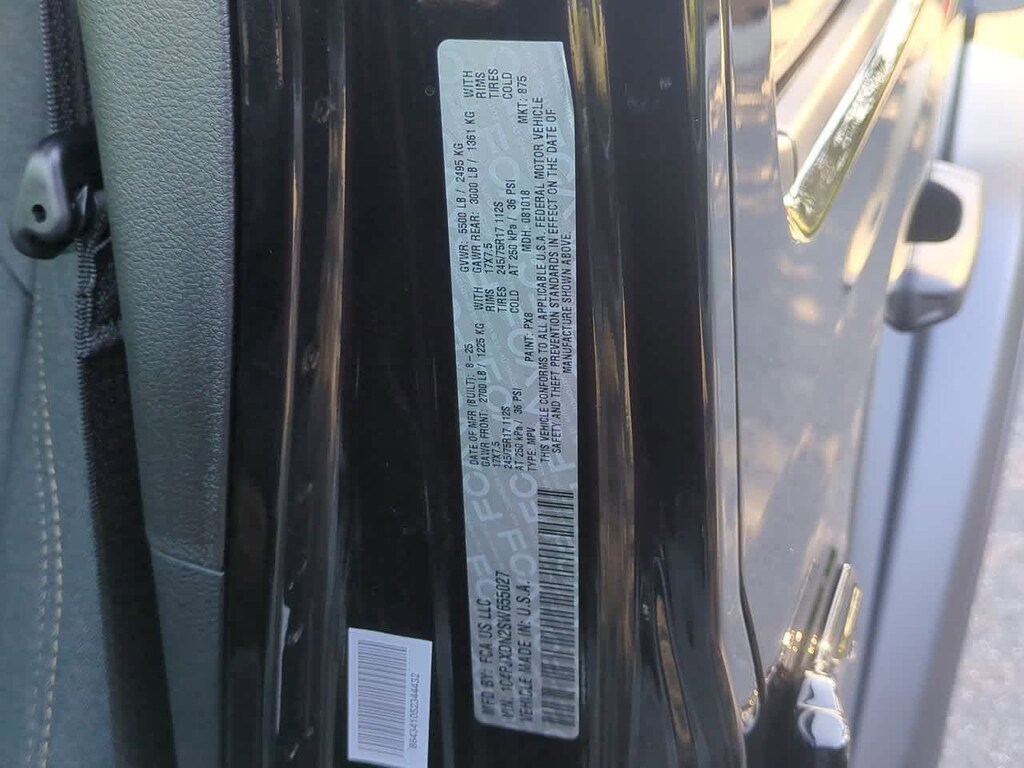 MFD BY: FCA US LLC
DATE OF MFR (BUILT): 8-25
GVWR: 5500 LB / 2495 KG
GAWR FRONT: 2700 LB / 1225 KG WITH
GAWR REAR: 3000 LB / 1361 KG WITH
17X7.5 RIMS
17X7.5 RIMS
245/75R17 112S TIRES
245/75R17 112S TIRES
AT 250 kPa / 36 PSI COLD
AT 250 kPa / 36 PSI COLD
VIN: 1C4PJXDN2SW655027
TYPE: MPV
PAINT: PX8
MDH: 081018
MKT: 875
VEHICLE MADE IN: U.S.A.
THIS VEHICLE CONFORMS TO ALL APPLICABLE U.S.A. FEDERAL MOTOR VEHICLE
SAFETY AND THEFT PREVENTION STANDARDS IN EFFECT ON THE DATE OF
MANUFACTURE SHOWN ABOVE.